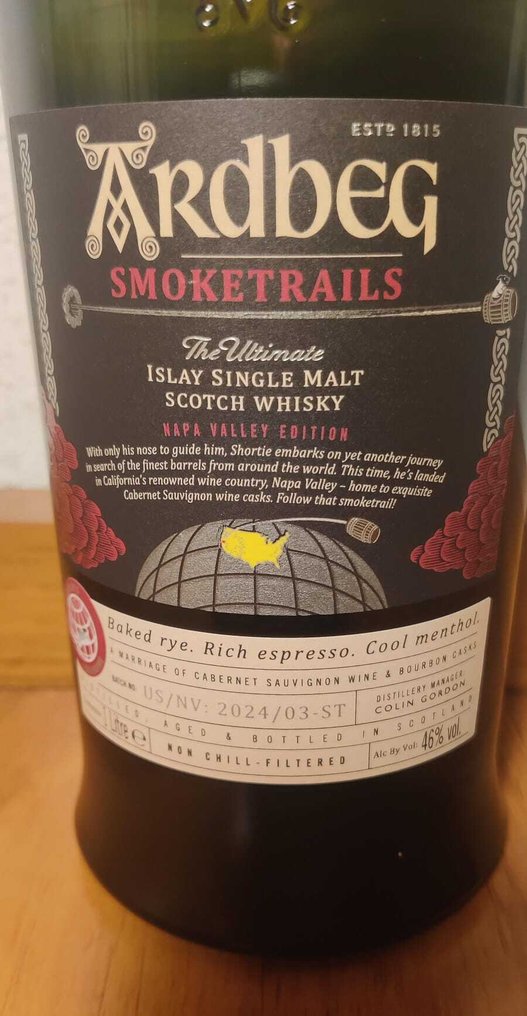 ESTD 1815
ARdbeG
SMOKETRAILS
The Ultimate
ISLAY SINGLE MALT
SCOTCH WHISKY
NAPA VALLEY EDITION
With only his nose to guide him, Shortie embarks on yet another journey
in search of the finest barrels from around the world. This time, he's landed
in California's renowned wine country, Napa Valley – home to exquisite
Cabernet Sauvignon wine casks. Follow that smoketrail!
Baked rye. Rich espresso. Cool menthol.
A MARRIAGE OF CABERNET SAUVIGNON WINE & BOURBON CASKS
BATCH NO. US/NV: 2024/03-ST
DISTILLERY MANAGER:
COLIN GORDON
DISTILLED, AGED & BOTTLED IN SCOTLAND
1 Litre e
NON CHILL-FILTERED
Alc By Vol: 46% vol.